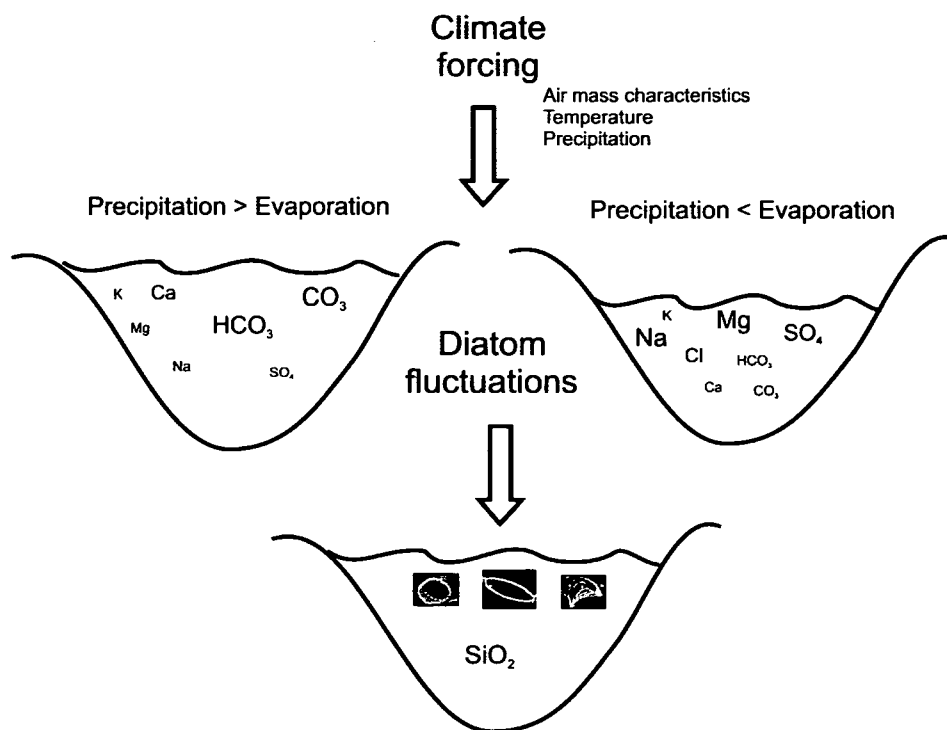 Climate
forcing
Air mass characteristics
Temperature
Precipitation
Precipitation > Evaporation
Precipitation < Evaporation
K Ca CO₃
Mg HCO₃
Na SO₄
K Mg SO₄
Na
Cl HCO₃
Ca CO₃
Diatom
fluctuations
SiO₂